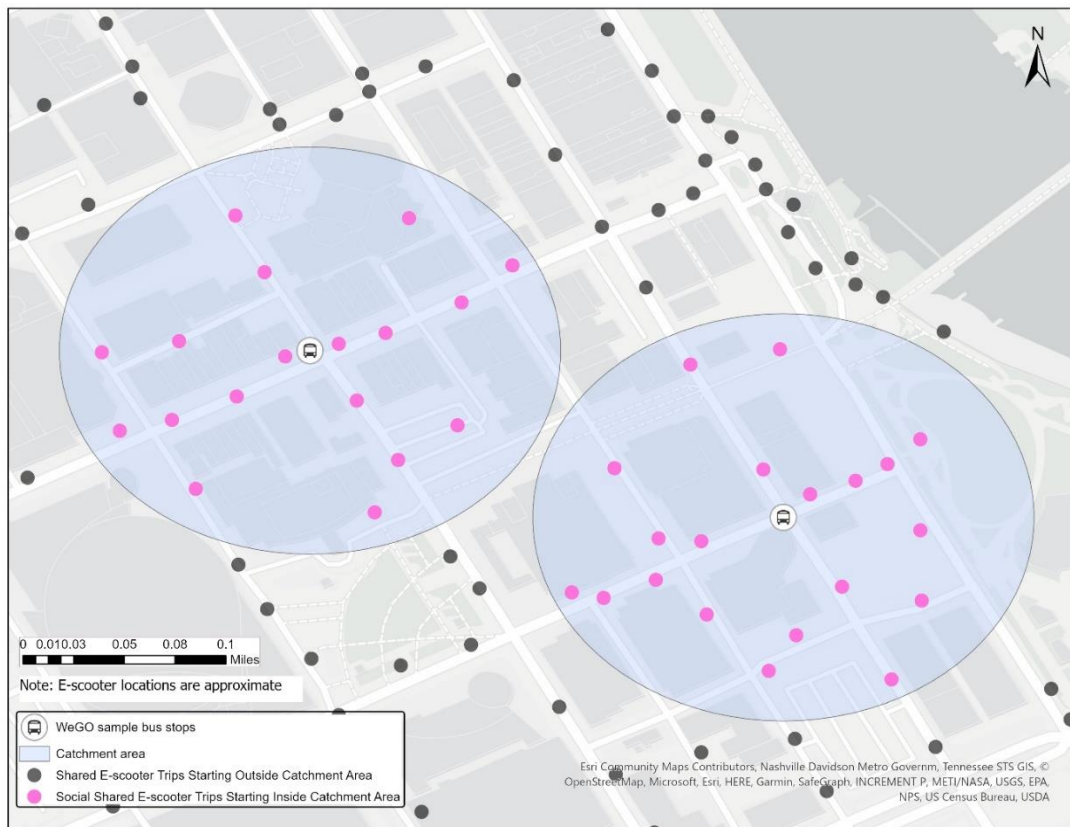 N
0 0.010.03 0.05 0.08 0.1
Miles
Note: E-scooter locations are approximate
WeGO sample bus stops
Catchment area
Shared E-scooter Trips Starting Outside Catchment Area
Social Shared E-scooter Trips Starting Inside Catchment Area
Esri Community Maps Contributors, Nashville Davidson Metro Governm, Tennessee STS GIS, ©
OpenStreetMap, Microsoft, Esri, HERE, Garmin, SafeGraph, INCREMENT P, METI/NASA, USGS, EPA,
NPS, US Census Bureau, USDA